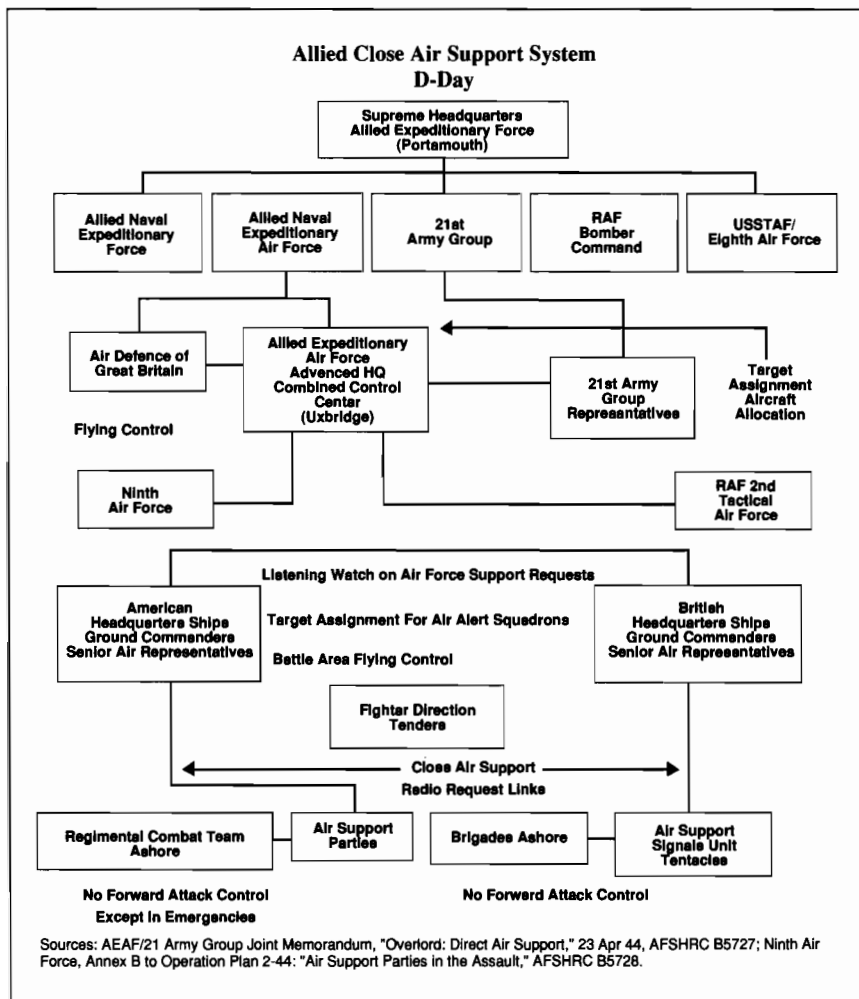 Allied Close Air Support System
D-Day
Supreme Headquarters
Allied Expeditionary Force
(Portamouth)
Allied Naval
Expeditionary
Force
Allied Naval
Expeditionary
Air Force
21st
Army Group
RAF
Bomber
Command
USSTAF/
Eighth Air Force
Air Defence of
Great Britain
Allied Expeditionary
Air Force
Advanced HQ
Combined Control
Center
(Uxbridge)
21st Army
Group
Representatives
Target
Assignment
Aircraft
Allocation
Flying Control
Ninth
Air Force
RAF 2nd
Tactical
Air Force
Listening Watch on Air Force Support Requests
American
Headquarters Ships
Ground Commanders
Senior Air Representatives
Target Assignment For Air Alert Squadrons
Battle Area Flying Control
British
Headquarters Ships
Ground Commanders
Senior Air Representatives
Fightar Direction
Tenders
Close Air Support
Radio Request Links
Regimental Combat Team
Ashore
Air Support
Parties
Brigades Ashore
Air Support
Signals Unit
Tentacles
No Forward Attack Control
Except In Emergencies
No Forward Attack Control
Sources: AEAF/21 Army Group Joint Memorandum, "Overlord: Direct Air Support," 23 Apr 44, AFSHRC B5727; Ninth Air
Force, Annex B to Operation Plan 2-44: "Air Support Parties in the Assault," AFSHRC B5728.